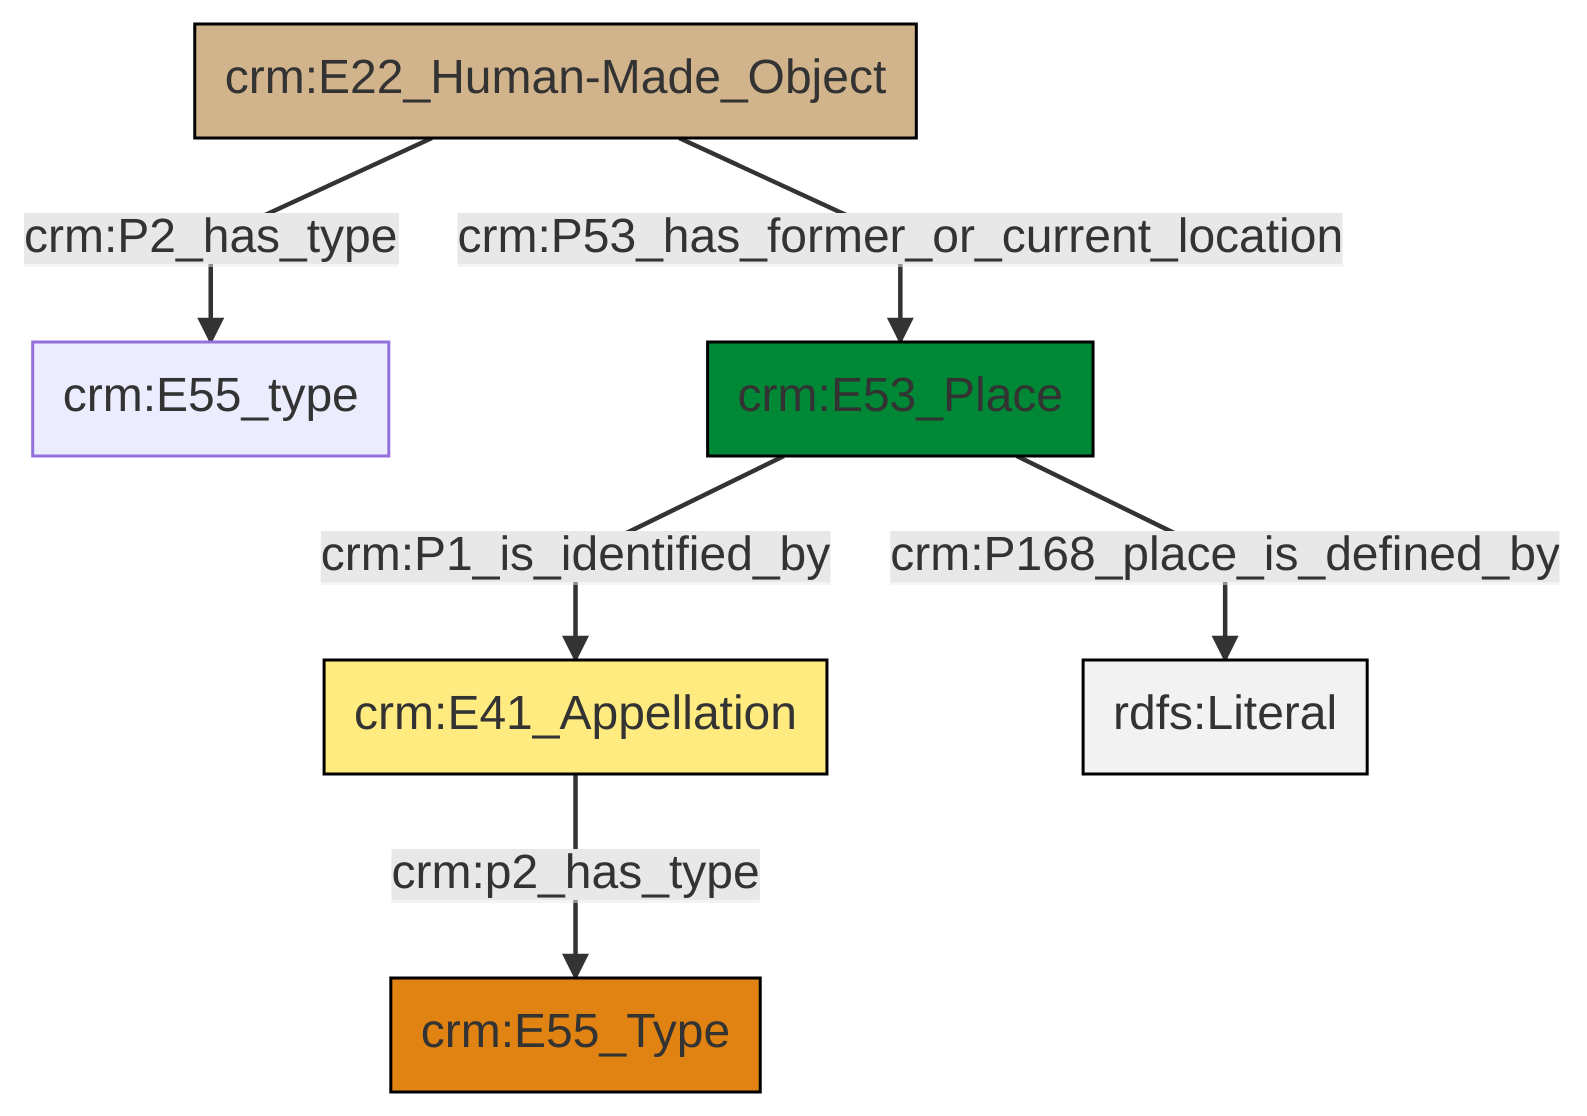 crm:E22_Human-Made_Object
crm:P2_has_type
crm:P53_has_former_or_current_location
crm:E55_type
crm:E53_Place
crm:P1_is_identified_by
crm:P168_place_is_defined_by
crm:E41_Appellation
rdfs:Literal
crm:p2_has_type
crm:E55_Type